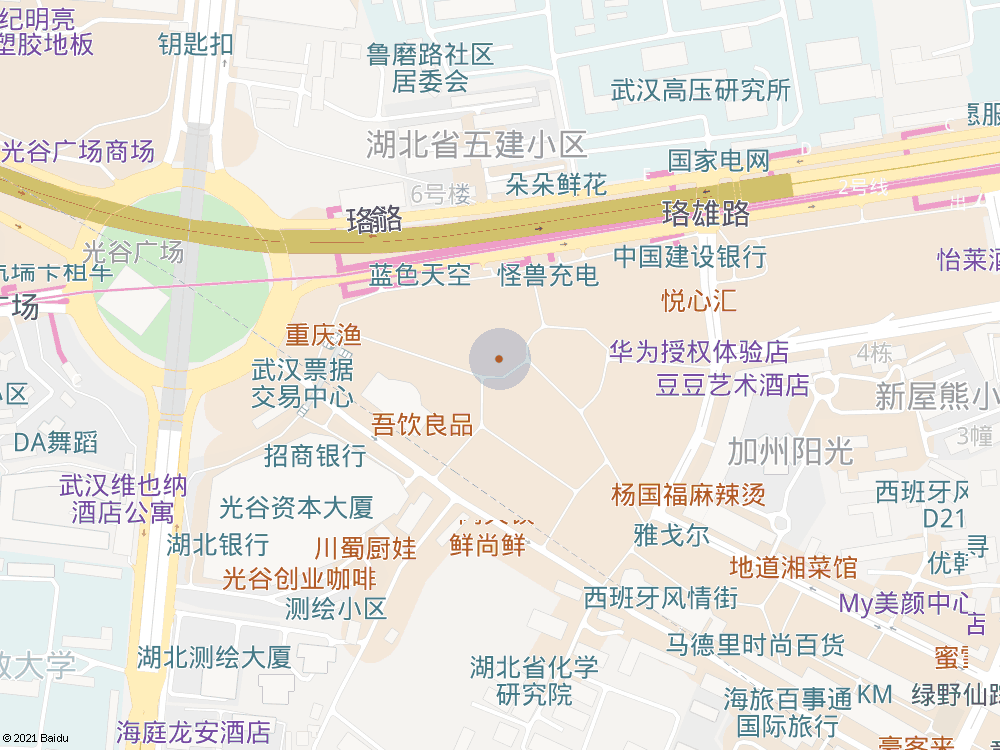 纪明亮
塑胶地板
钥匙扣
鲁磨路社区
居委会
武汉高压研究所
光谷广场商场
湖北省五建小区
国家电网
D
E
C
朵朵鲜花
6号楼
2号线
珞雄路
光谷广场
蓝色天空
怪兽充电
中国建设银行
悦心汇
重庆渔
武汉票据
交易中心
华为授权体验店
豆豆艺术酒店
4栋
小区
吾饮良品
3幢
DA舞蹈
招商银行
加州阳光
武汉维也纳
酒店公寓
光谷资本大厦
杨国福麻辣烫
D21
雅戈尔
湖北银行
川蜀厨娃
鲜尚鲜
寻
光谷创业咖啡
地道湘菜馆
测绘小区
西班牙风情街
My美颜中心
店
马德里时尚百货
湖北测绘大厦
大学
湖北省化学
研究院
海旅百事通
国际旅行
KM
绿野仙踪
海庭龙安酒店
豪客来
© 2021 Baidu